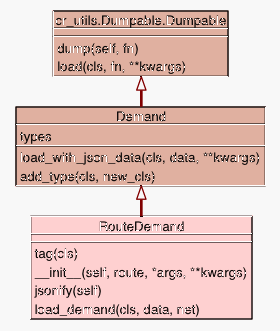 cr_utils.Dumpable.Dumpable
dump(self, fn)
load(cls, fn, **kwargs)
Demand
types
load_with_json_data(cls, data, **kwargs)
add_type(cls, new_cls)
RouteDemand
tag(cls)
__init__(self, route, *args, **kwargs)
jsonify(self)
load_demand(cls, data, net)